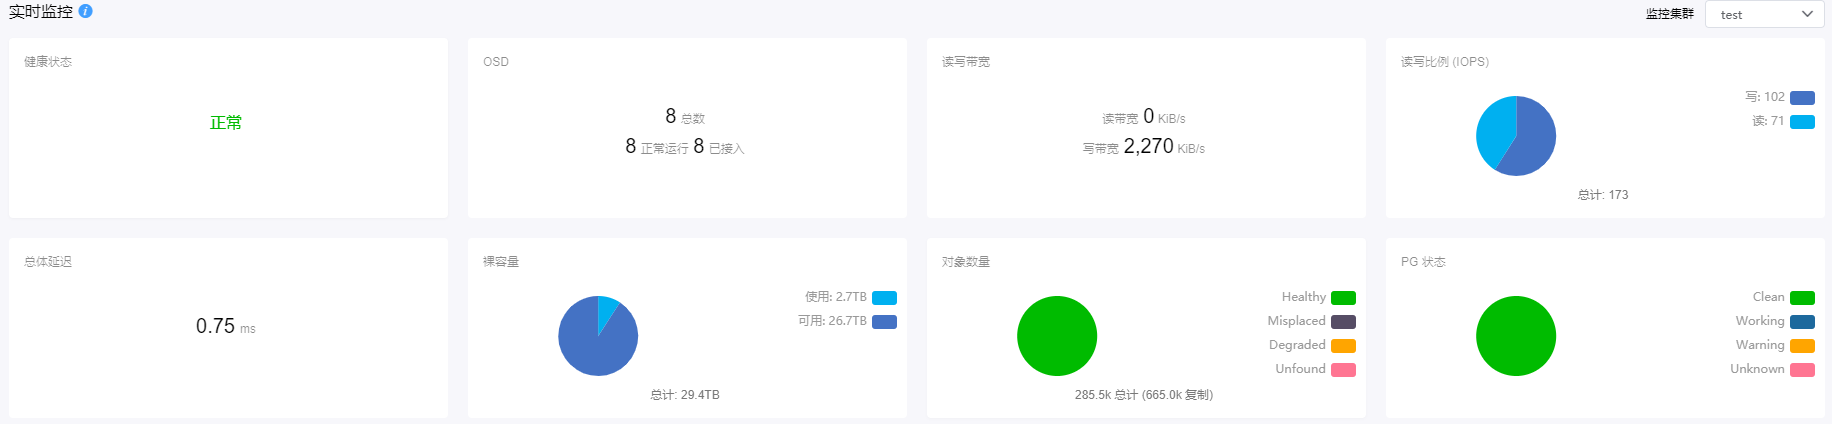 实时监控
监控集群 test
健康状态
正常
OSD
8 总数
8 正常运行 8 已接入
读写带宽
读带宽 0 KiB/s
写带宽 2,270 KiB/s
读写比例 (IOPS)
写: 102
读: 71
总计: 173
总体延迟
0.75 ms
裸容量
使用: 2.7TB
可用: 26.7TB
总计: 29.4TB
对象数量
Healthy
Misplaced
Degraded
Unfound
285.5k 总计 (665.0k 复制)
PG 状态
Clean
Working
Warning
Unknown